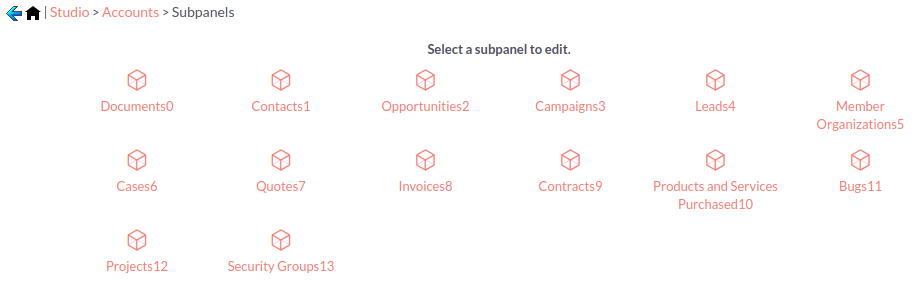 Studio > Accounts > Subpanels
Select a subpanel to edit.
Documents0 Contacts1 Opportunities2 Campaigns3 Leads4 Member
Organizations5
Cases6 Quotes7 Invoices8 Contracts9 Products and Services Bugs11
Purchased10
Projects12 Security Groups13